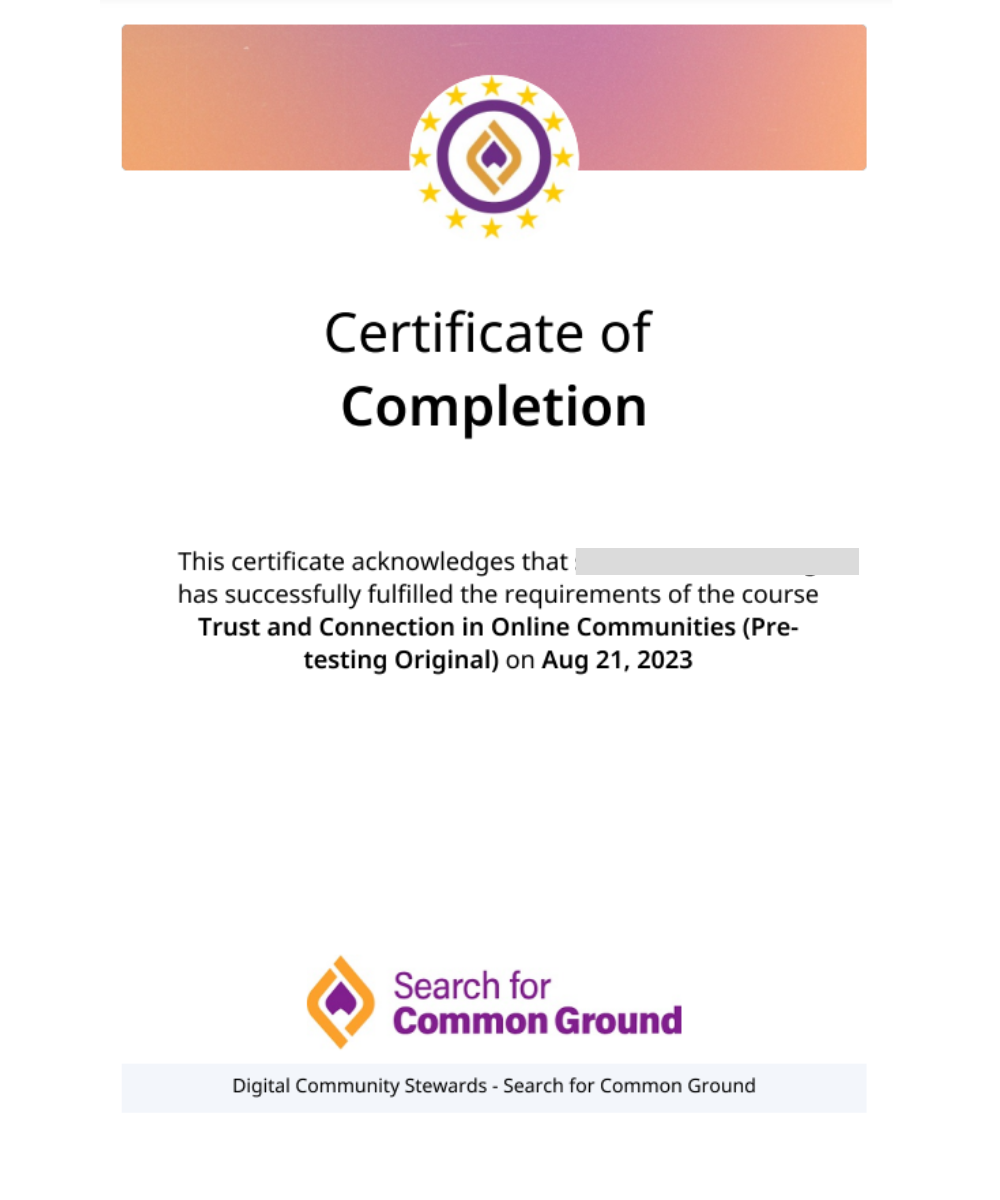 Certificate of
Completion
This certificate acknowledges that
has successfully fulfilled the requirements of the course
Trust and Connection in Online Communities (Pre-
testing Original) on Aug 21, 2023
Search for
Common Ground
Digital Community Stewards - Search for Common Ground